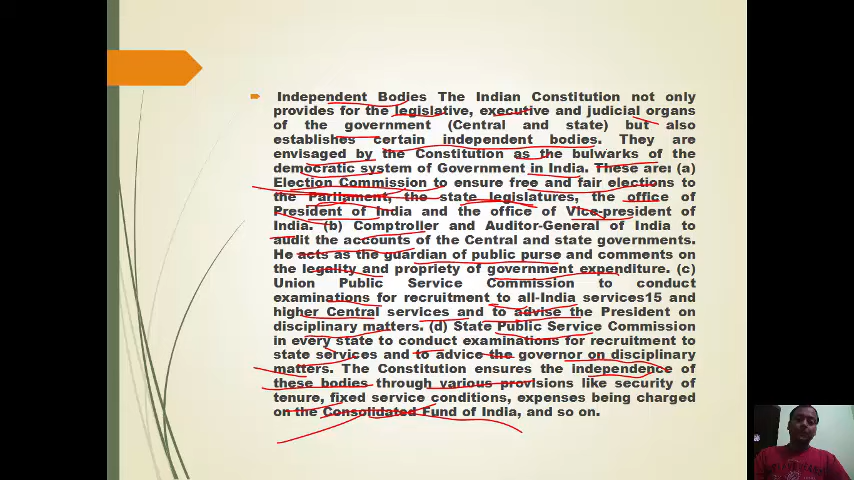 Independent Bodies The Indian Constitution not only
provides for the legislative, executive and judicial organs
of the government (Central and state) but also
establishes certain independent bodies. They are
envisaged by the Constitution as the bulwarks of the
democratic system of Government in India. These are: (a)
Election Commission to ensure free and fair elections to
the Parliament, the state legislatures, the office of
President of India and the office of Vice-president of
India. (b) Comptroller and Auditor-General of India to
audit the accounts of the Central and state governments.
He acts as the guardian of public purse and comments on
the legality and propriety of government expenditure. (c)
Union Public Service Commission to conduct
examinations for recruitment to all-India services15 and
higher Central services and to advise the President on
disciplinary matters. (d) State Public Service Commission
in every state to conduct examinations for recruitment to
state services and to advice the governor on disciplinary
matters. The Constitution ensures the independence of
these bodies through various provisions like security of
tenure, fixed service conditions, expenses being charged
on the Consolidated Fund of India, and so on.